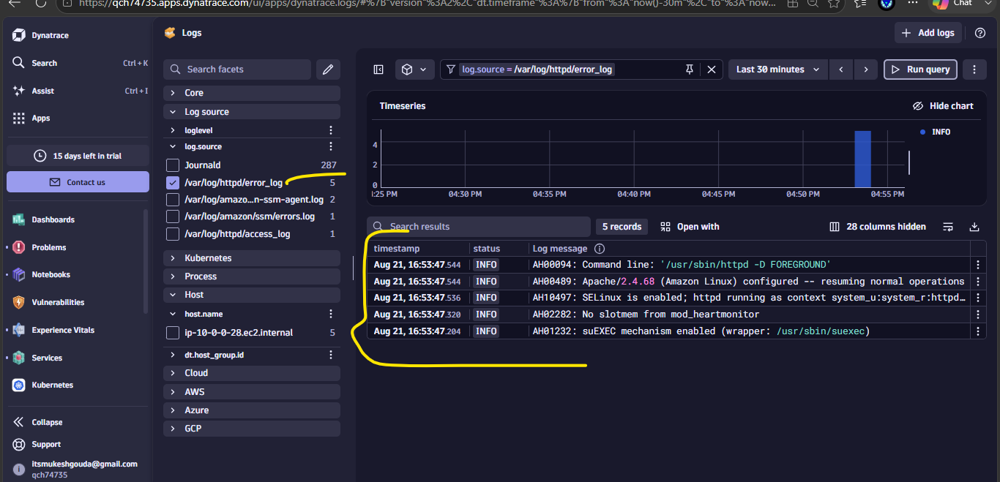 https://qch74735.apps.dynatrace.com/ui/apps/dynatrace.logs/#%7B"version"%3A2%2C"dt.timeframe"%3A%7B"from"%3A"now()-30m"%2C"to"%3A"now...
Chat
Dynatrace
Search Ctrl + K
Assist Ctrl + I
Apps
15 days left in trial
Contact us
Dashboards
Problems
Notebooks
Vulnerabilities
Experience Vitals
Services
Kubernetes
Collapse
Support
itsmukeshgouda@gmail.com
qch74735
Logs
Add logs
Search facets
Core
Log source
loglevel
log.source
Journald 287
/var/log/httpd/error_log 5
/var/log/amazo...n-ssm-agent.log 2
/var/log/amazon/ssm/errors.log 1
/var/log/httpd/access_log 1
Kubernetes
Process
Host
host.name
ip-10-0-0-28.ec2.internal 5
dt.host_group.id
Cloud
AWS
Azure
GCP
log.source = /var/log/httpd/error_log
Last 30 minutes
Run query
Timeseries
Hide chart
INFO
4
2
0
:25 PM 04:30 PM 04:35 PM 04:40 PM 04:45 PM 04:50 PM 04:55 PM
Search results
5 records
Open with
28 columns hidden
timestamp status Log message
Aug 21, 16:53:47.544 INFO AH00094: Command line: '/usr/sbin/httpd -D FOREGROUND'
Aug 21, 16:53:47.544 INFO AH00489: Apache/2.4.68 (Amazon Linux) configured -- resuming normal operations
Aug 21, 16:53:47.536 INFO AH10497: SELinux is enabled; httpd running as context system_u:system_r:httpd...
Aug 21, 16:53:47.320 INFO AH02282: No slotmem from mod_heartmonitor
Aug 21, 16:53:47.204 INFO AH01232: suEXEC mechanism enabled (wrapper: /usr/sbin/suexec)